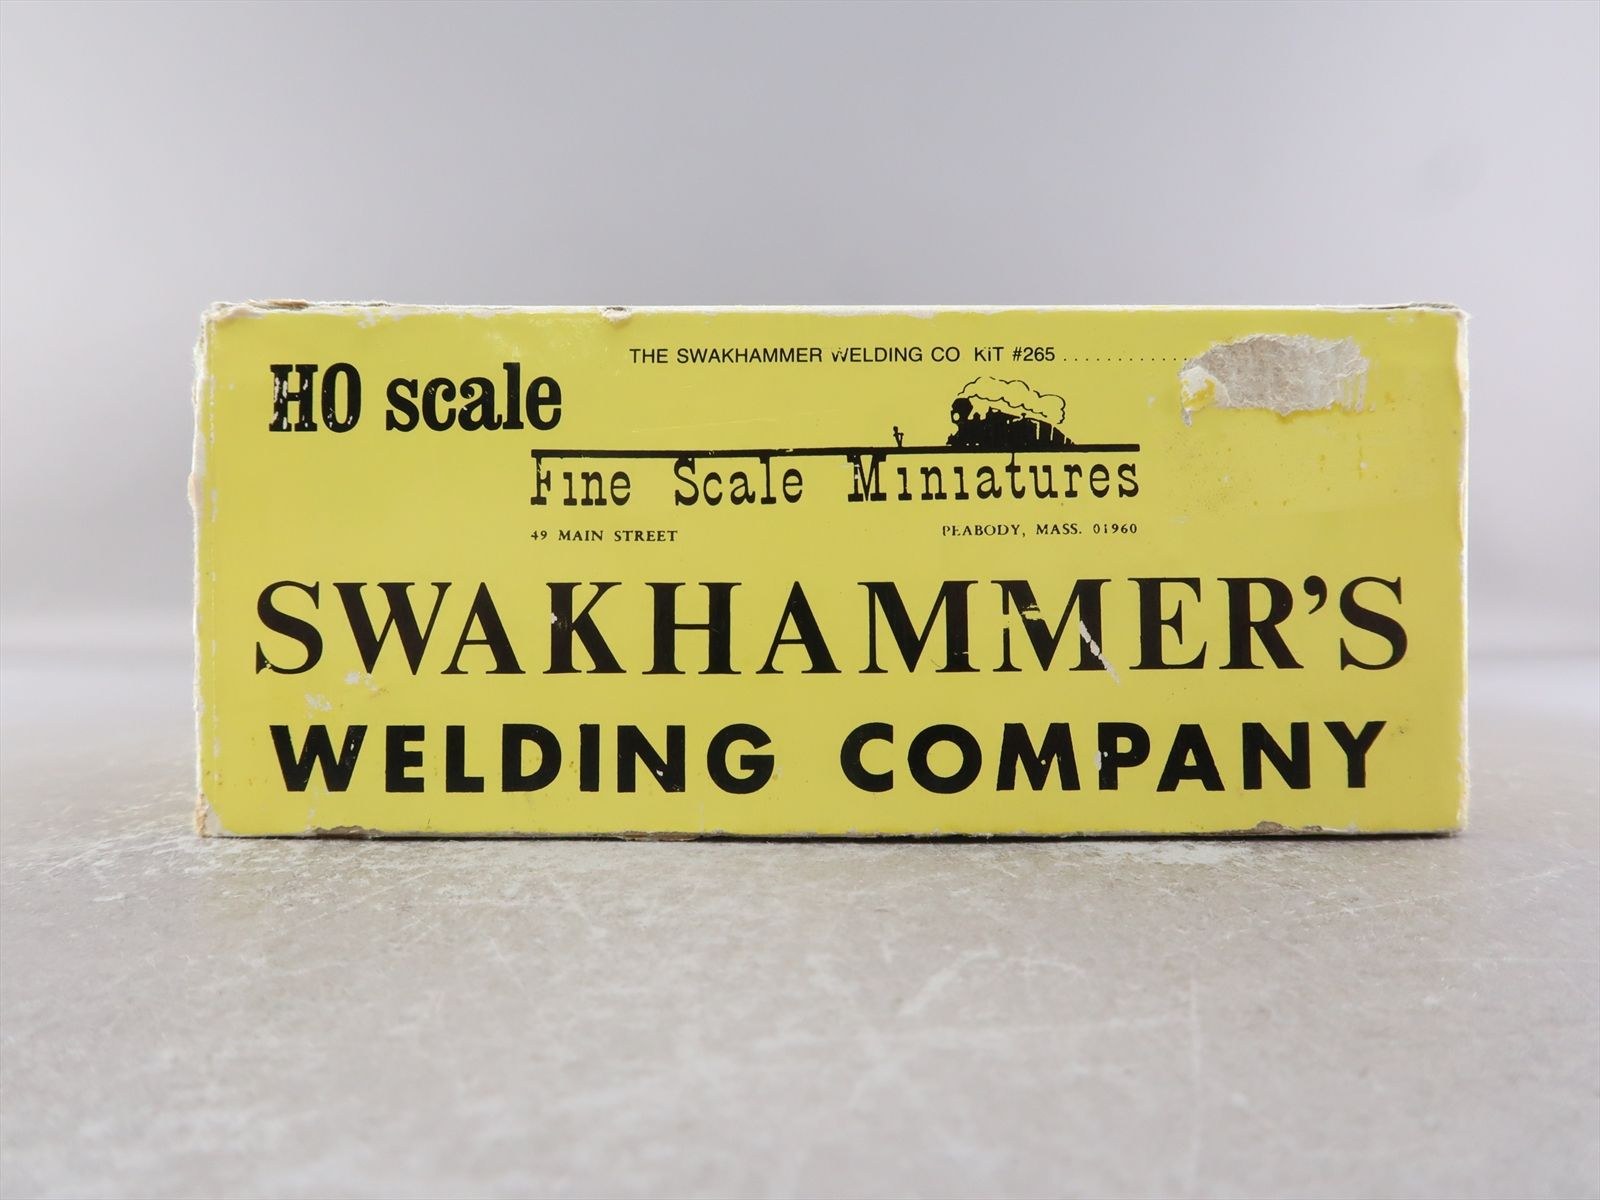 THE SWAKHAMMER WELDING CO KIT #265 . . . . . . . . . . . .
HO scale
Fine Scale Miniatures
49 MAIN STREET PEABODY, MASS. 01960
SWAKHAMMER'S
WELDING COMPANY